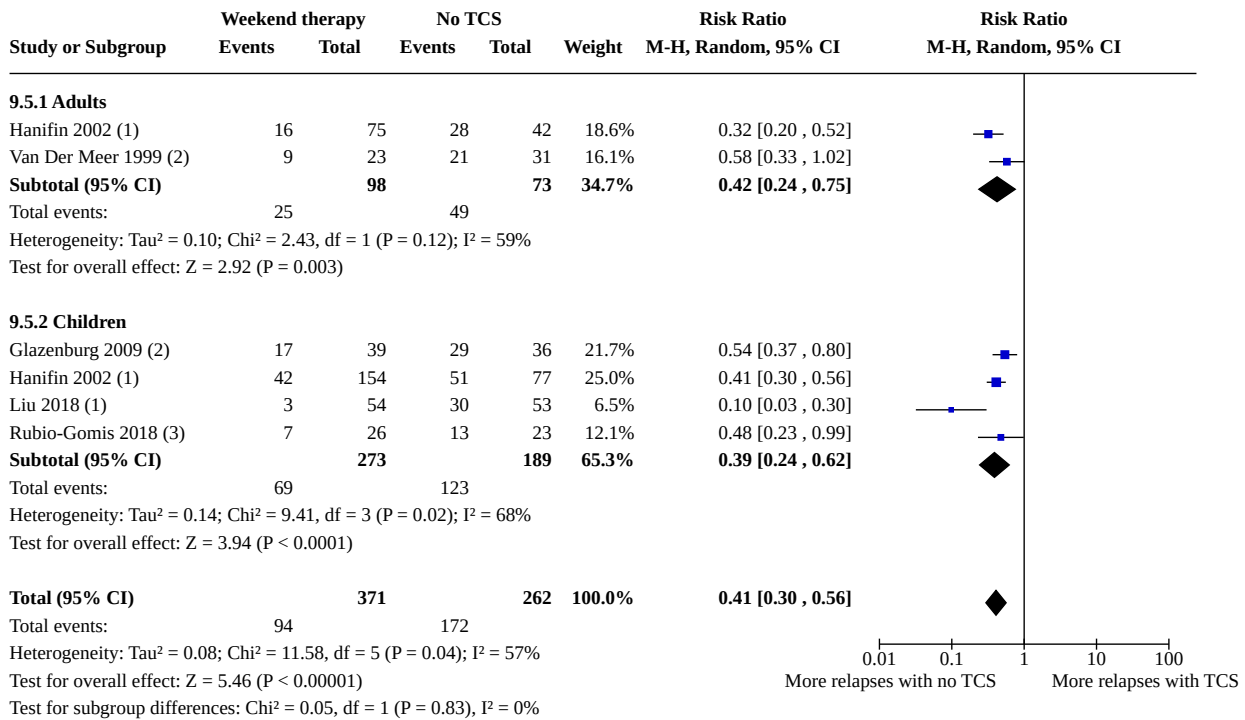 Weekend therapy No TCS Risk Ratio Risk Ratio
Study or Subgroup Events Total Events Total Weight M-H, Random, 95% CI M-H, Random, 95% CI
9.5.1 Adults
Hanifin 2002 (1) 16 75 28 42 18.6% 0.32 [0.20 , 0.52]
Van Der Meer 1999 (2) 9 23 21 31 16.1% 0.58 [0.33 , 1.02]
Subtotal (95% CI) 98 73 34.7% 0.42 [0.24 , 0.75]
Total events: 25 49
Heterogeneity: Tau² = 0.10; Chi² = 2.43, df = 1 (P = 0.12); I² = 59%
Test for overall effect: Z = 2.92 (P = 0.003)
9.5.2 Children
Glazenburg 2009 (2) 17 39 29 36 21.7% 0.54 [0.37 , 0.80]
Hanifin 2002 (1) 42 154 51 77 25.0% 0.41 [0.30 , 0.56]
Liu 2018 (1) 3 54 30 53 6.5% 0.10 [0.03 , 0.30]
Rubio-Gomis 2018 (3) 7 26 13 23 12.1% 0.48 [0.23 , 0.99]
Subtotal (95% CI) 273 189 65.3% 0.39 [0.24 , 0.62]
Total events: 69 123
Heterogeneity: Tau² = 0.14; Chi² = 9.41, df = 3 (P = 0.02); I² = 68%
Test for overall effect: Z = 3.94 (P < 0.0001)
Total (95% CI) 371 262 100.0% 0.41 [0.30 , 0.56]
Total events: 94 172
Heterogeneity: Tau² = 0.08; Chi² = 11.58, df = 5 (P = 0.04); I² = 57%
0.01 0.1 1 10 100
Test for overall effect: Z = 5.46 (P < 0.00001)
More relapses with no TCS More relapses with TCS
Test for subgroup differences: Chi² = 0.05, df = 1 (P = 0.83), I² = 0%